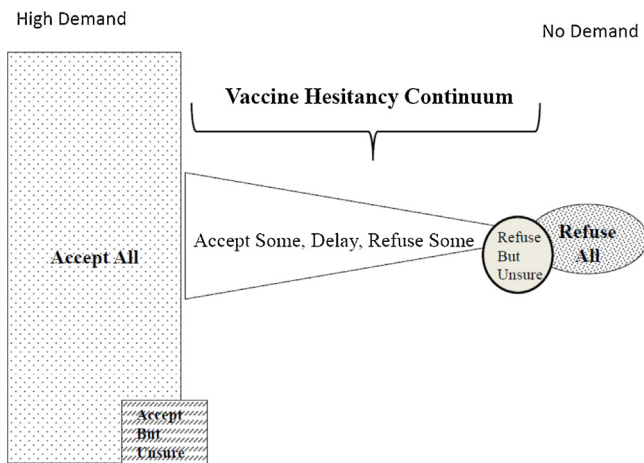 High Demand
No Demand
Vaccine Hesitancy Continuum
Accept All
Accept Some, Delay, Refuse Some
Refuse
But
Unsure
Refuse
All
Accept
But
Unsure